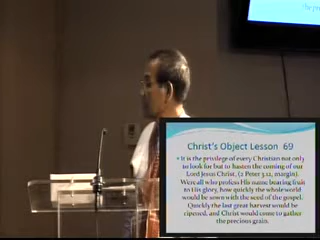 Christ's Object Lesson 69
• It is the privilege of every Christian not only
to look for but to hasten the coming of our
Lord Jesus Christ, (2 Peter 3:12, margin).
Were all who profess His name bearing fruit
to His glory, how quickly the whole world
would be sown with the seed of the gospel.
Quickly the last great harvest would be
ripened, and Christ would come to gather
the precious grain.